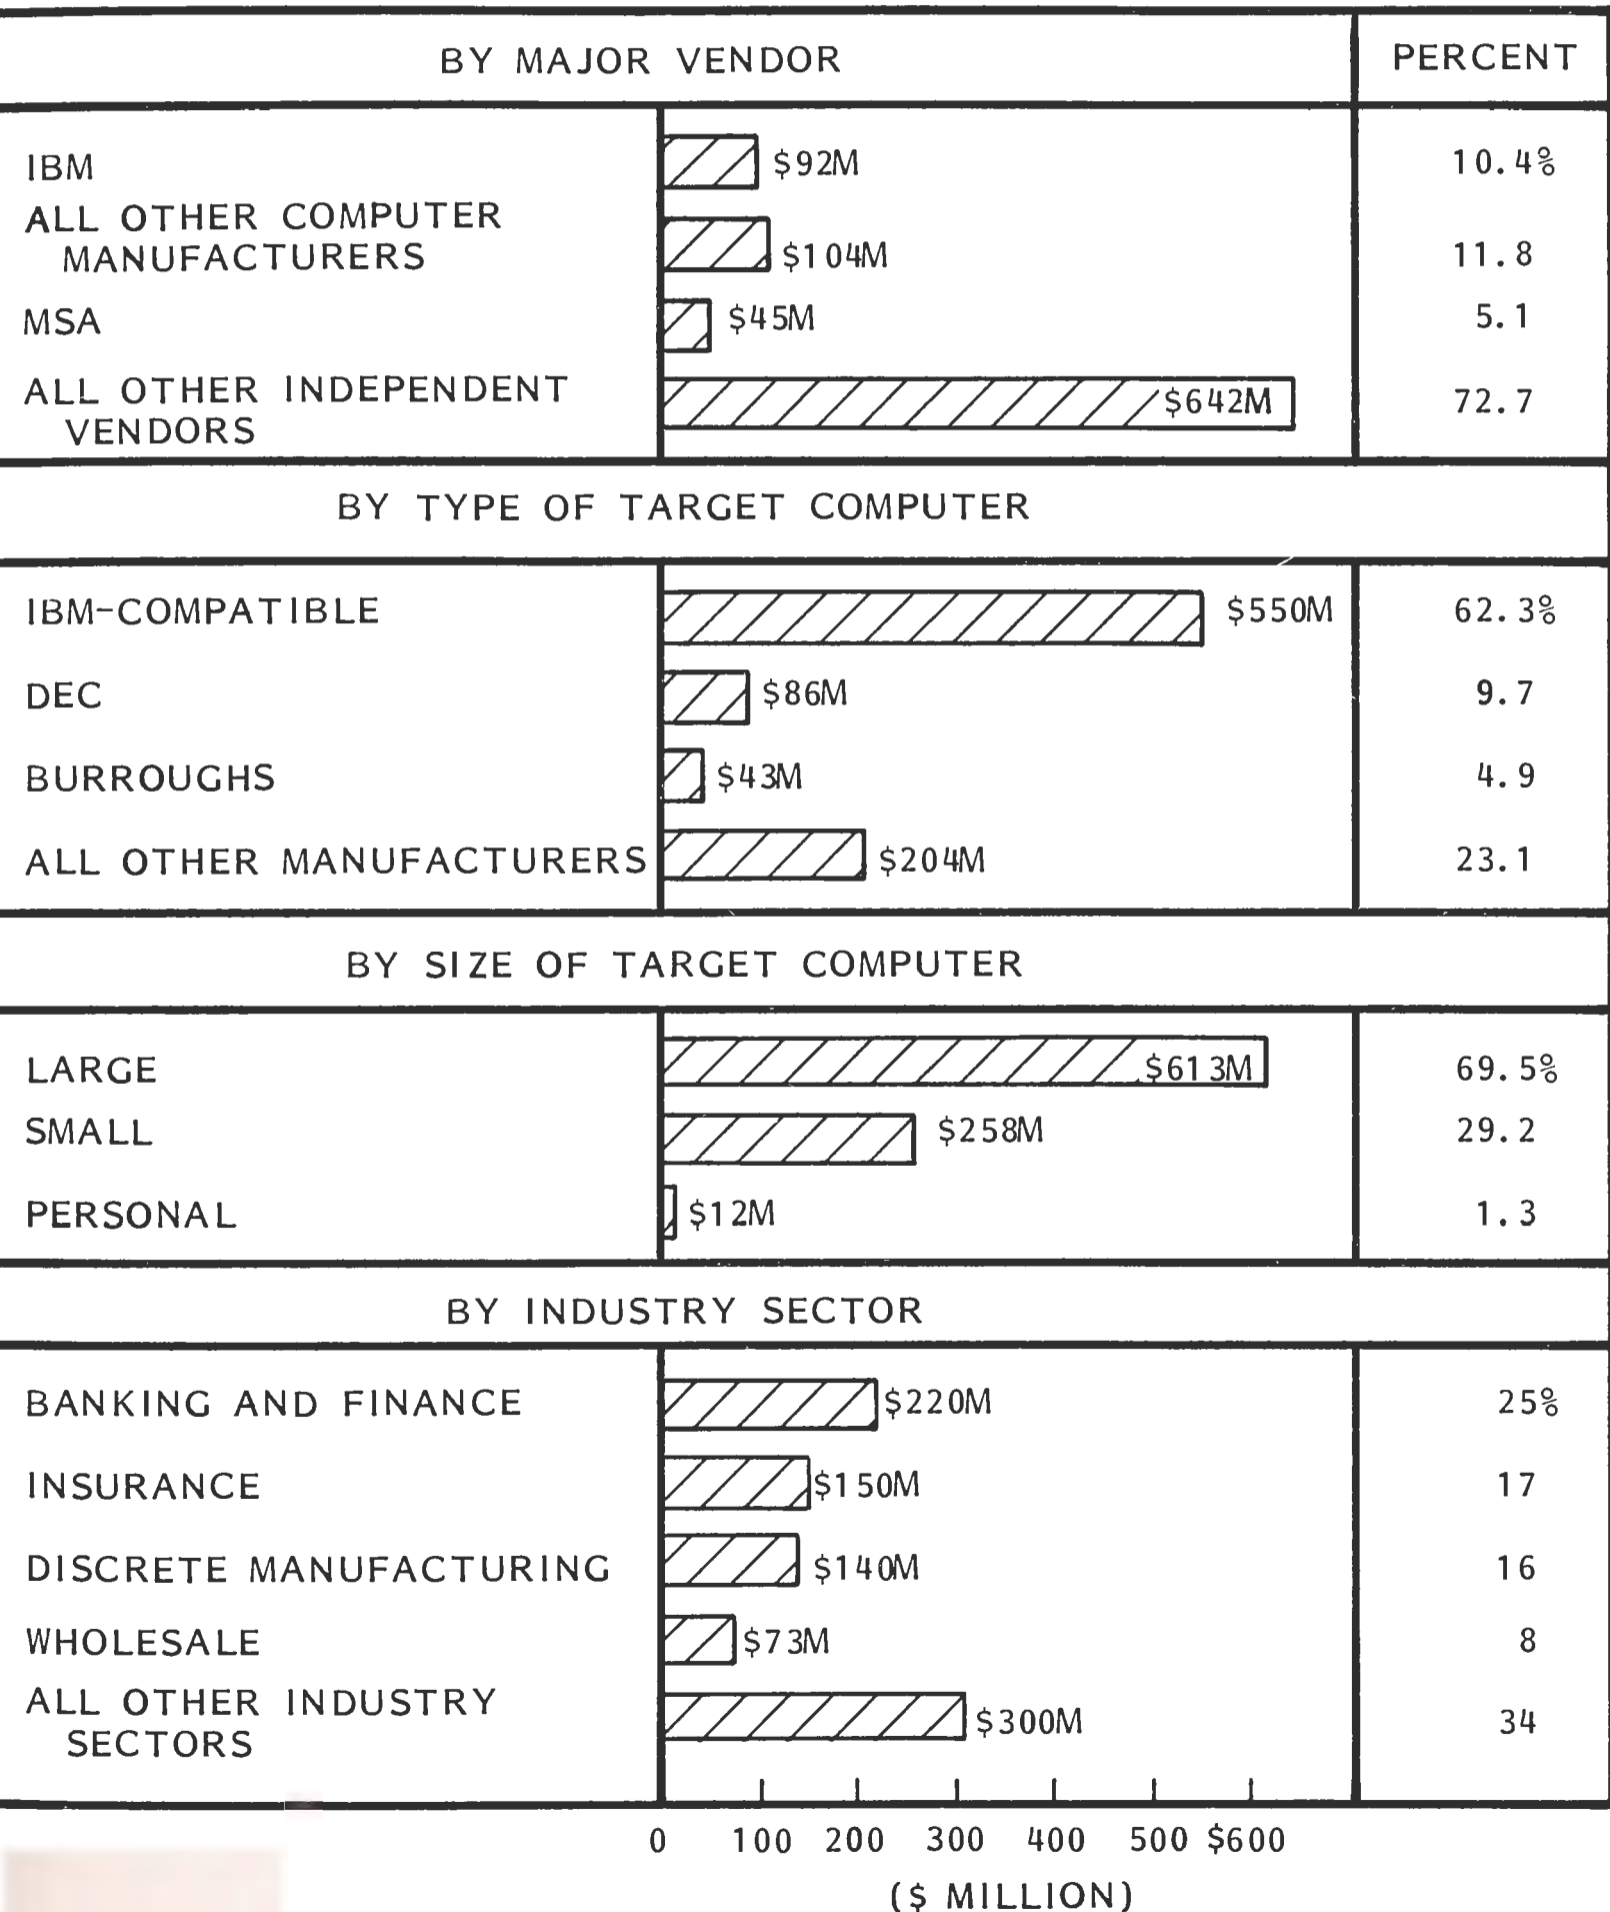 BY MAJOR VENDOR PERCENT
IBM $92M 10.4%
ALL OTHER COMPUTER
MANUFACTURERS $104M 11.8
MSA $45M 5.1
ALL OTHER INDEPENDENT
VENDORS $642M 72.7
BY TYPE OF TARGET COMPUTER
IBM-COMPATIBLE $550M 62.3%
DEC $86M 9.7
BURROUGHS $43M 4.9
ALL OTHER MANUFACTURERS $204M 23.1
BY SIZE OF TARGET COMPUTER
LARGE $613M 69.5%
SMALL $258M 29.2
PERSONAL $12M 1.3
BY INDUSTRY SECTOR
BANKING AND FINANCE $220M 25%
INSURANCE $150M 17
DISCRETE MANUFACTURING $140M 16
WHOLESALE $73M 8
ALL OTHER INDUSTRY
SECTORS $300M 34
0 100 200 300 400 500 $600
($ MILLION)